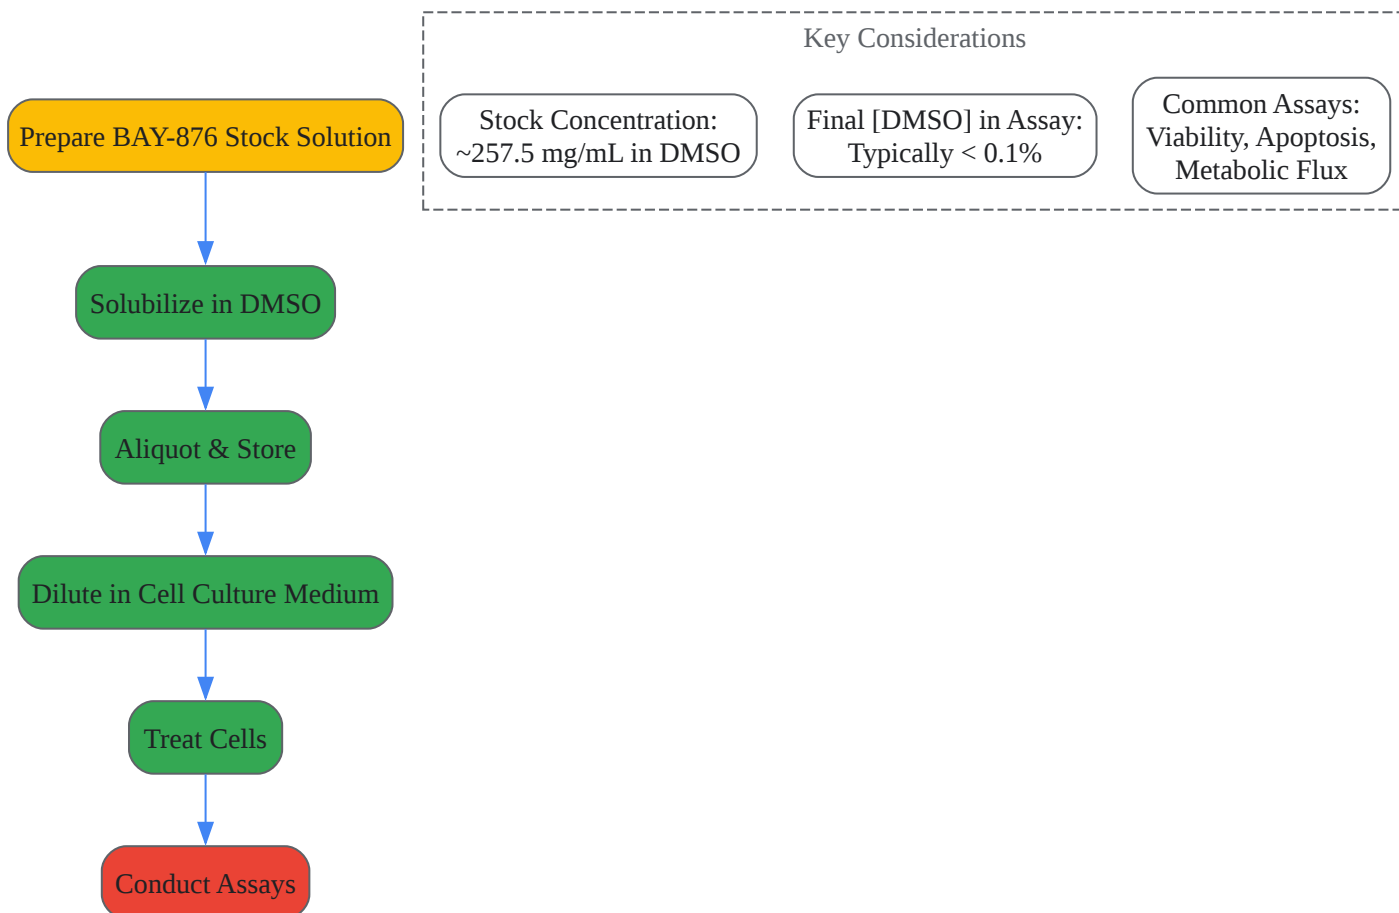 Key Considerations
Prepare BAY-876 Stock Solution
Stock Concentration:
~257.5 mg/mL in DMSO
Final [DMSO] in Assay:
Typically < 0.1%
Common Assays:
Viability, Apoptosis,
Metabolic Flux
Solubilize in DMSO
Aliquot & Store
Dilute in Cell Culture Medium
Treat Cells
Conduct Assays